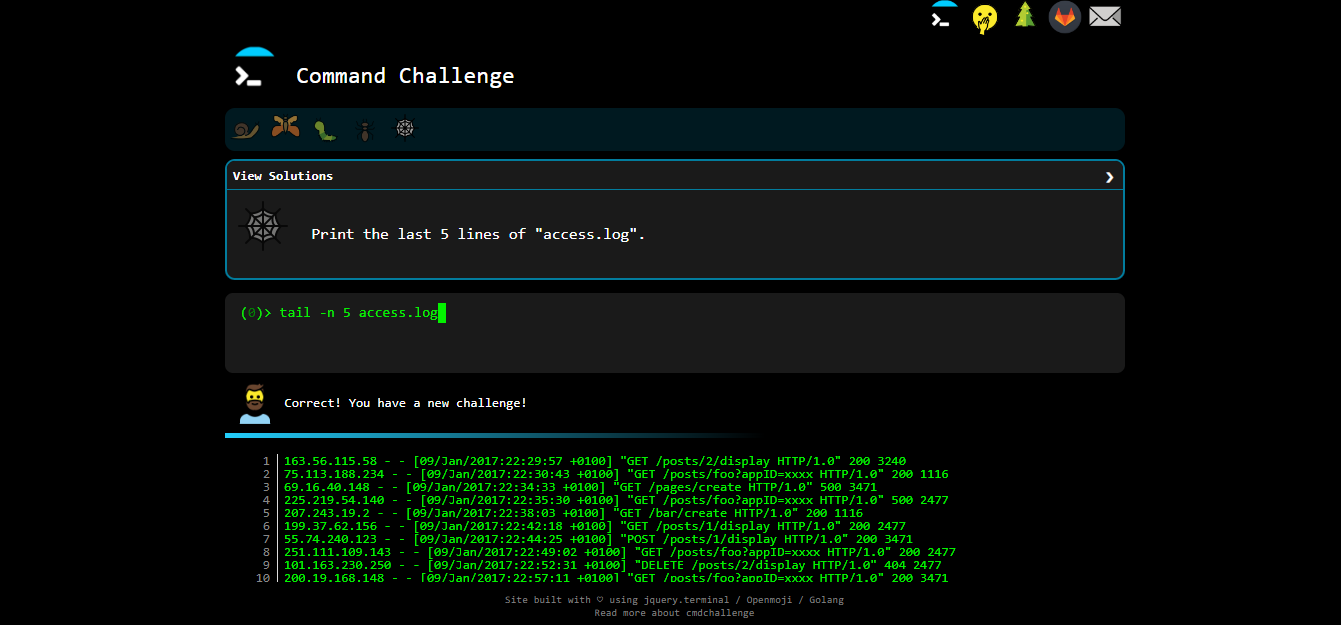 Command Challenge
View Solutions
Print the last 5 lines of "access.log".
(0)> tail -n 5 access.log
Correct! You have a new challenge!
1 163.56.115.58 - - [09/Jan/2017:22:29:57 +0100] "GET /posts/2/display HTTP/1.0" 200 3240
2 75.113.188.234 - - [09/Jan/2017:22:30:43 +0100] "GET /posts/foo?appID=xxxx HTTP/1.0" 200 1116
3 69.16.40.148 - - [09/Jan/2017:22:34:33 +0100] "GET /pages/create HTTP/1.0" 500 3471
4 225.219.54.140 - - [09/Jan/2017:22:35:30 +0100] "GET /posts/foo?appID=xxxx HTTP/1.0" 500 2477
5 207.243.19.2 - - [09/Jan/2017:22:38:03 +0100] "GET /bar/create HTTP/1.0" 200 1116
6 199.37.62.156 - - [09/Jan/2017:22:42:18 +0100] "GET /posts/1/display HTTP/1.0" 200 2477
7 55.74.240.123 - - [09/Jan/2017:22:44:25 +0100] "POST /posts/1/display HTTP/1.0" 200 3471
8 251.111.109.143 - - [09/Jan/2017:22:49:02 +0100] "GET /posts/foo?appID=xxxx HTTP/1.0" 200 2477
9 101.163.230.250 - - [09/Jan/2017:22:52:31 +0100] "DELETE /posts/2/display HTTP/1.0" 404 2477
10 200.19.168.148 - - [09/Jan/2017:22:57:11 +0100] "GET /posts/foo?appID=xxxx HTTP/1.0" 200 3471
Site built with ♡ using jquery.terminal / Openmoji / Golang
Read more about cmdchallenge